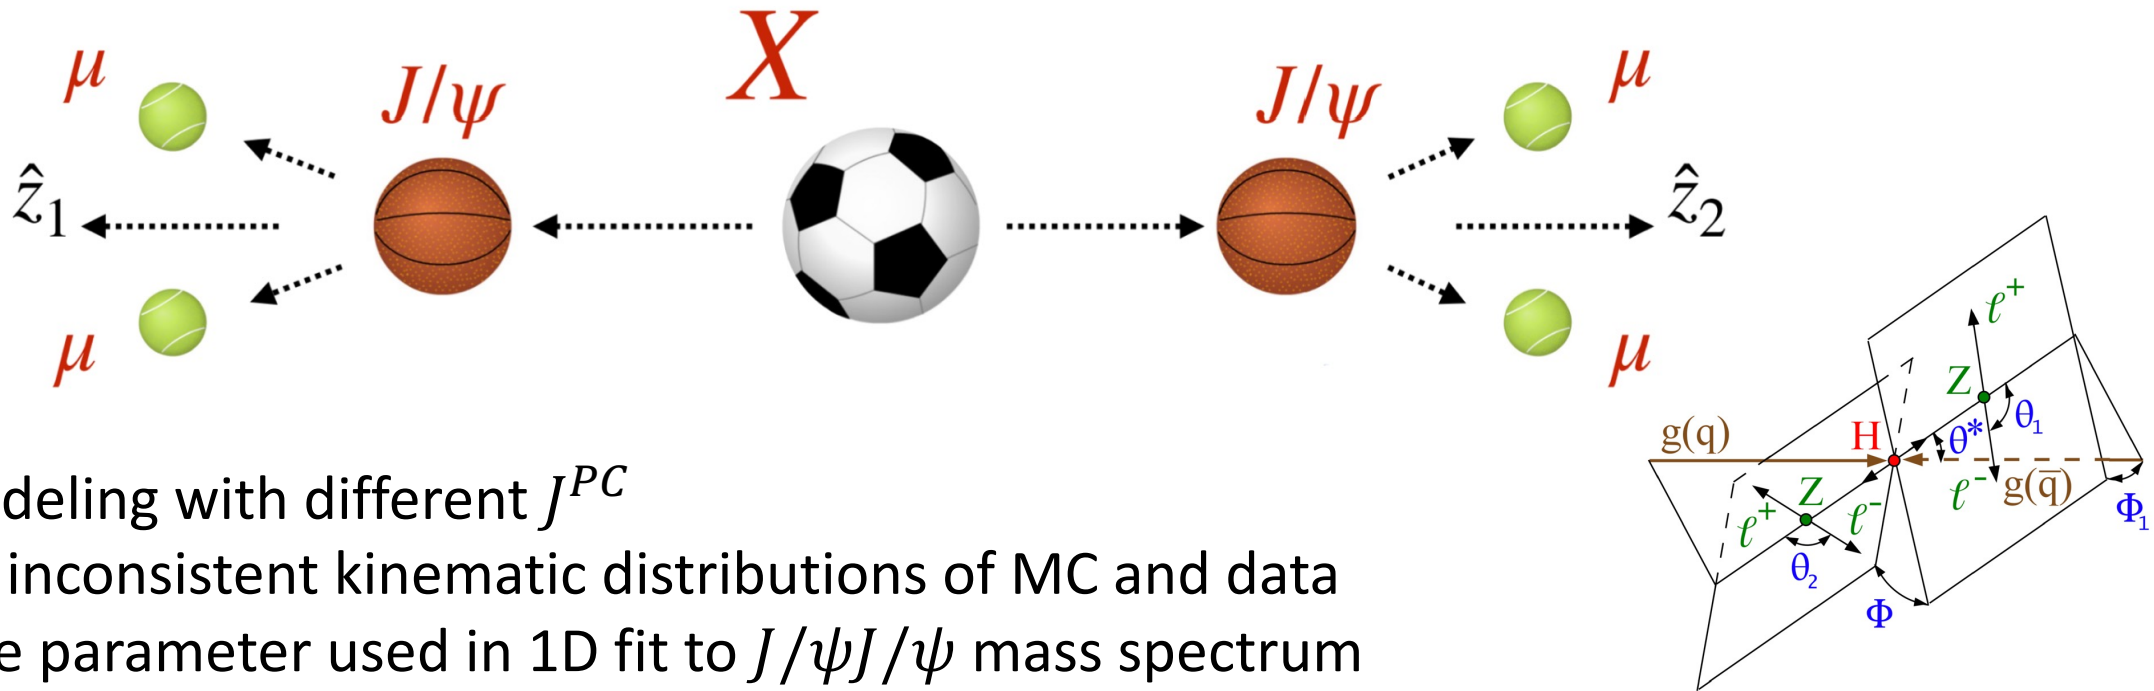 X
μ J/ψ J/ψ μ
ẑ₁ ẑ₂
μ μ
ℓ⁺
Z
θ₁
g(q) H θ*
ℓ⁻ g(q̅)
Z
ℓ⁺ ℓ⁻
Φ₁
θ₂
Φ
deling with different J^{PC}
inconsistent kinematic distributions of MC and data
e parameter used in 1D fit to J/ψJ/ψ mass spectrum